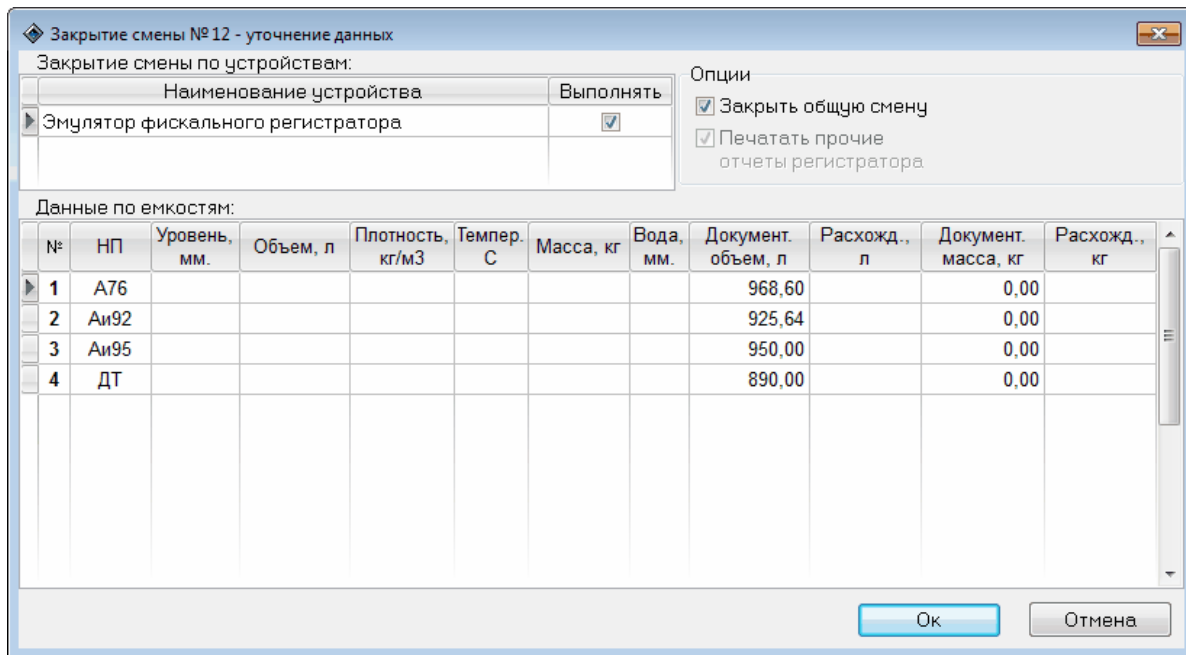 Закрытие смены №12 - уточнение данных
Закрытие смены по устройствам:
Наименование устройства Выполнять
Эмулятор фискального регистратора
Опции
Закрыть общую смену
Печатать прочие
отчеты регистратора
Данные по емкостям:
№ НП Уровень, мм. Объем, л Плотность, кг/м3 Темпер. С Масса, кг Вода, мм. Документ. объем, л Расхожд., л Документ. масса, кг Расхожд., кг
1 А76 968,60 0,00
2 Аи92 925,64 0,00
3 Аи95 950,00 0,00
4 ДТ 890,00 0,00
Ок Отмена